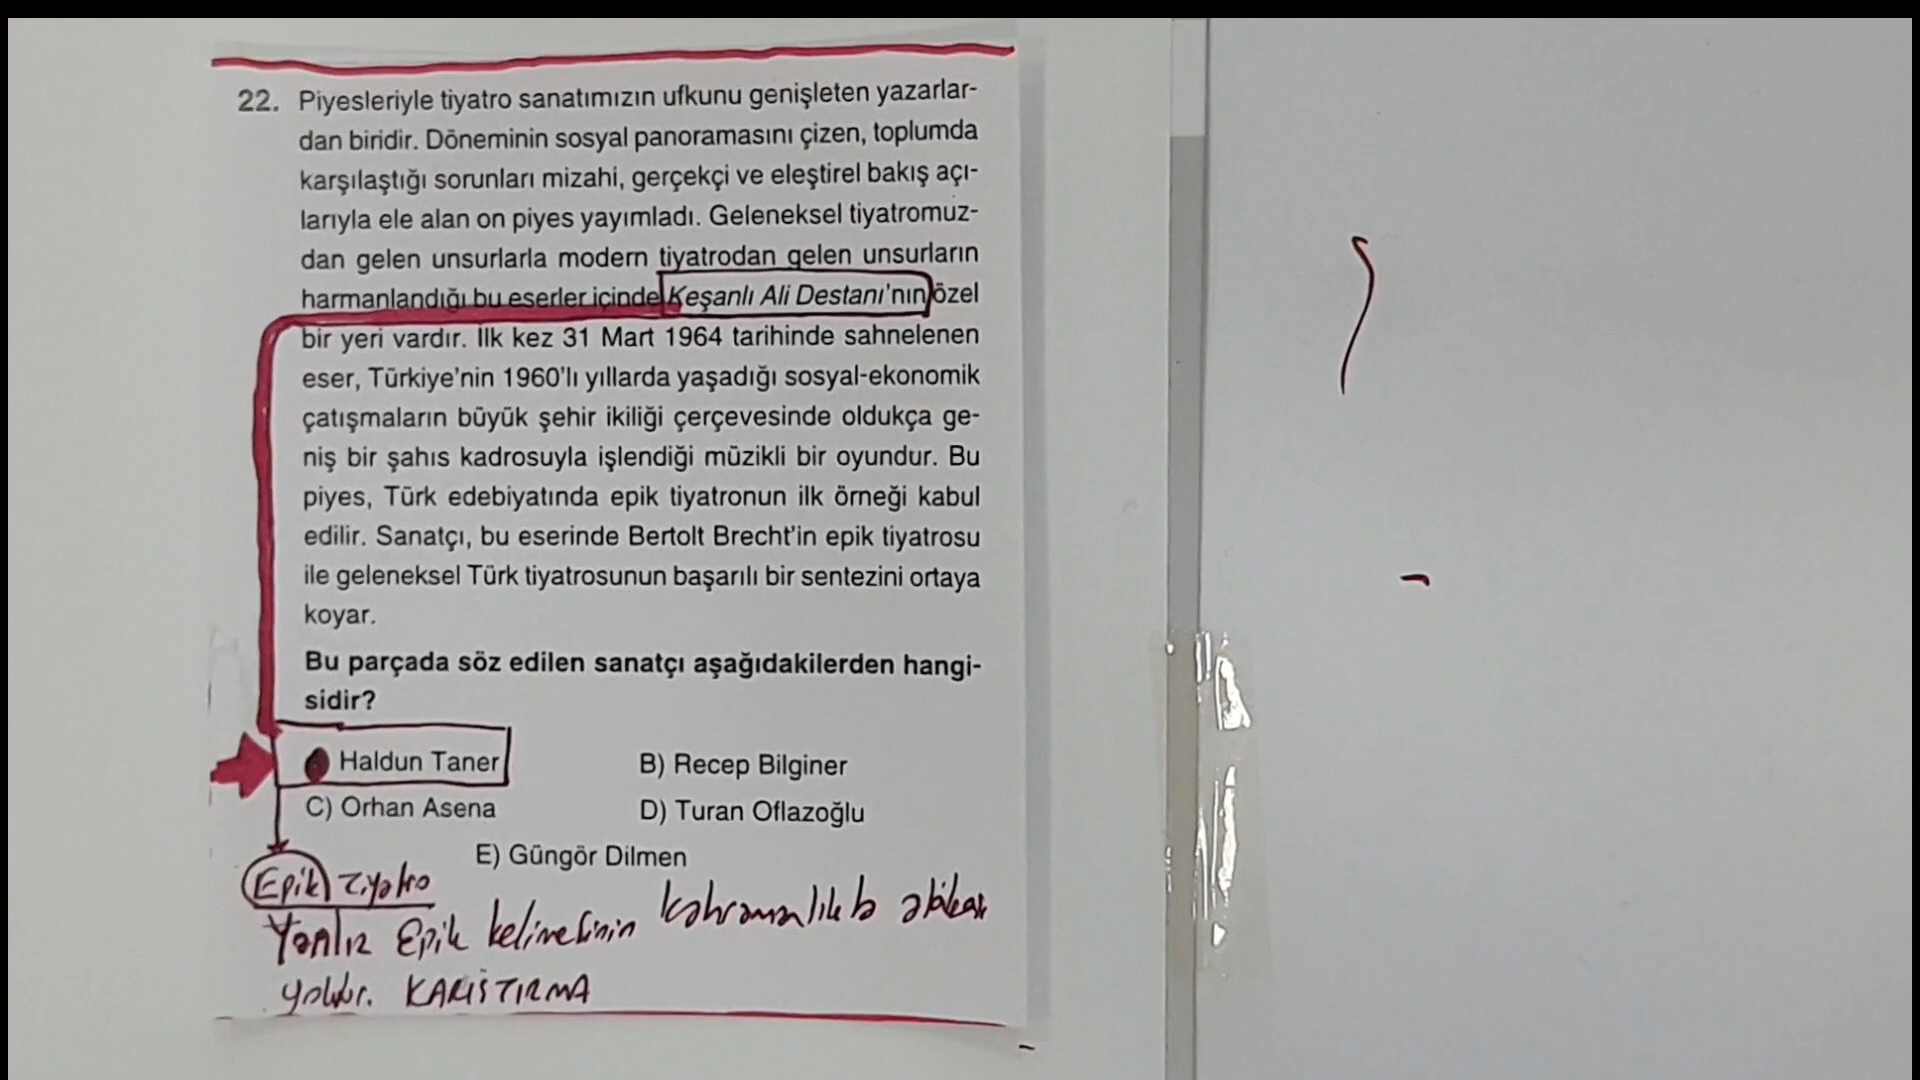 22. Piyesleriyle tiyatro sanatımızın ufkunu genişleten yazarlar-
dan biridir. Döneminin sosyal panoramasını çizen, toplumda
karşılaştığı sorunları mizahi, gerçekçi ve eleştirel bakış açı-
larıyla ele alan on piyes yayımladı. Geleneksel tiyatromuz-
dan gelen unsurlarla modern tiyatrodan gelen unsurların
harmanlandığı bu eserler içinde Keşanlı Ali Destanı'nın özel
bir yeri vardır. İlk kez 31 Mart 1964 tarihinde sahnelenen
eser, Türkiye'nin 1960'lı yıllarda yaşadığı sosyal-ekonomik
çatışmaların büyük şehir ikiliği çerçevesinde oldukça ge-
niş bir şahıs kadrosuyla işlendiği müzikli bir oyundur. Bu
piyes, Türk edebiyatında epik tiyatronun ilk örneği kabul
edilir. Sanatçı, bu eserinde Bertolt Brecht'in epik tiyatrosu
ile geleneksel Türk tiyatrosunun başarılı bir sentezini ortaya
koyar.
Bu parçada söz edilen sanatçı aşağıdakilerden hangi-
sidir?
Haldun Taner B) Recep Bilginer
C) Orhan Asena D) Turan Oflazoğlu
E) Güngör Dilmen
Epik Tiyatro
Yanlız Epik kelimesinin kahramanlıkla alakası
yoktur. KARIŞTIRMA